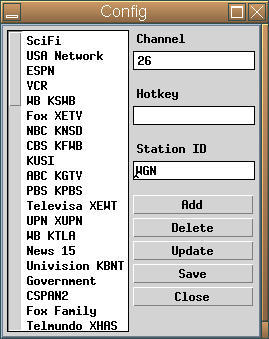 Config
SciFi
USA Network
ESPN
VCR
WB KSWB
Fox XETV
NBC KNSD
CBS KFWB
KUSI
ABC KGTV
PBS KPBS
Televisa XEWT
UPN XUPN
WB KTLA
News 15
Univision KBNT
Government
CSPAN2
Fox Family
Telmundo XHAS
Channel
26
Hotkey
Station ID
WGN
Add
Delete
Update
Save
Close